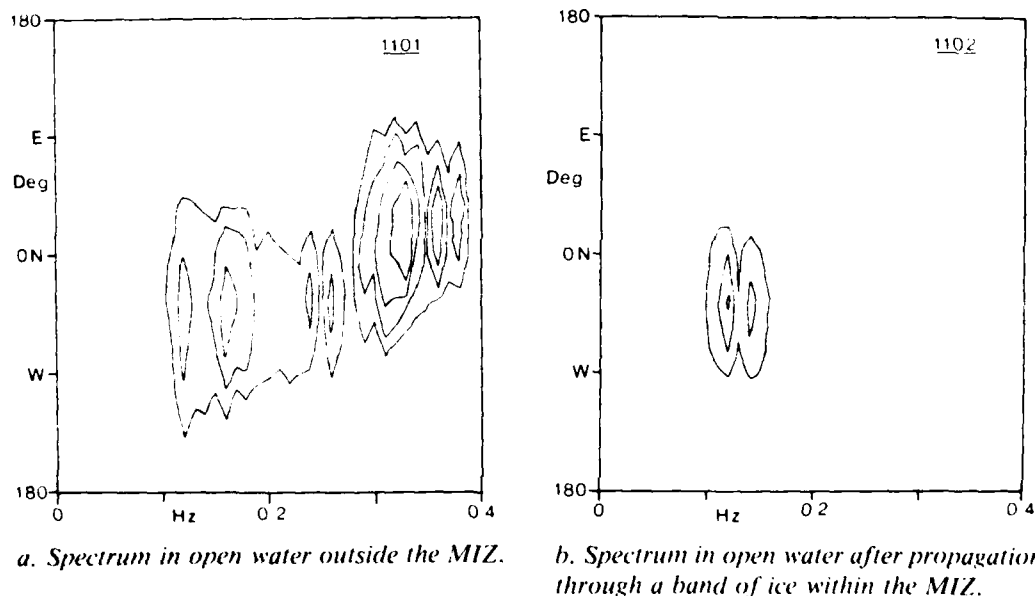 180
1101
E
Deg
0N
W
180
0 Hz 0 2 0 4
a. Spectrum in open water outside the MIZ.
180
1102
E
Deg
0N
W
180
0 Hz 0 2 0 4
b. Spectrum in open water after propagation
through a band of ice within the MIZ.